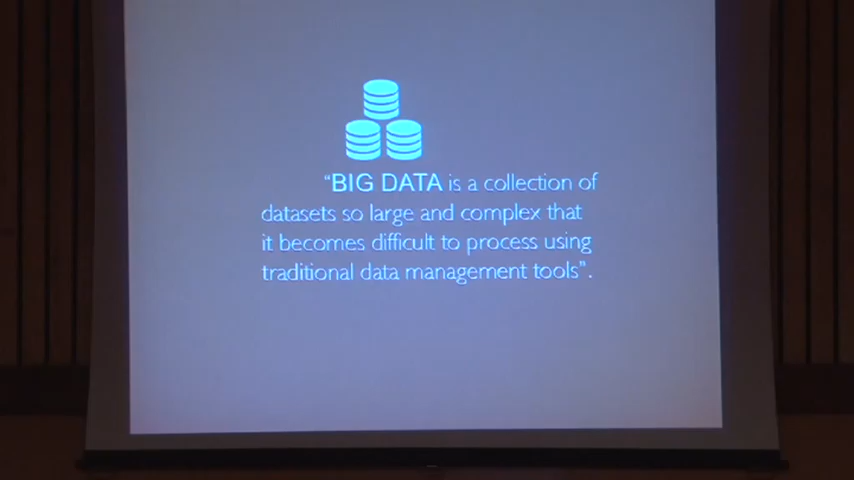 “BIG DATA is a collection of
datasets so large and complex that
it becomes difficult to process using
traditional data management tools”.